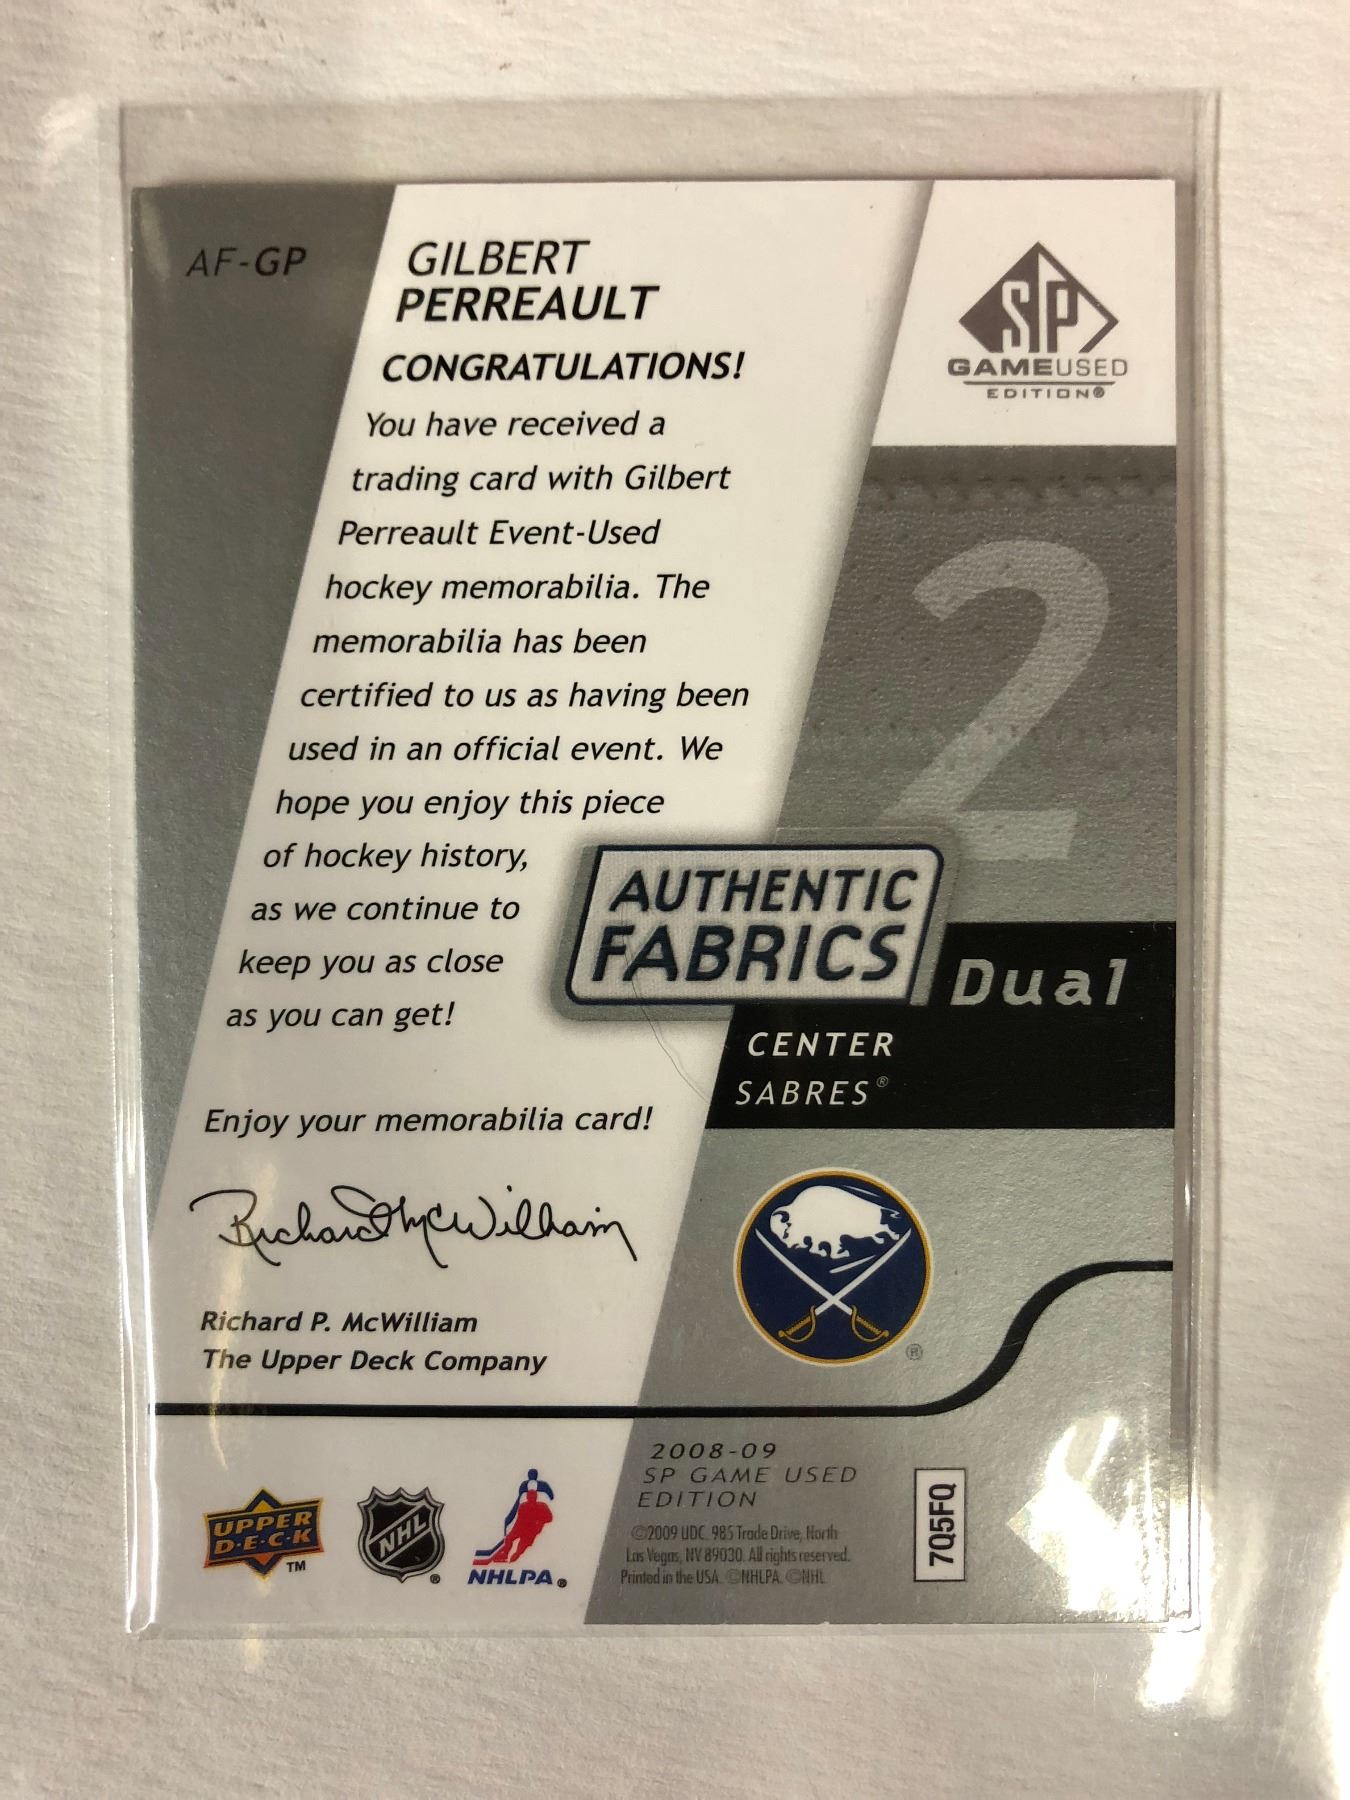 AF-GP
GILBERT
PERREAULT
CONGRATULATIONS!
You have received a
trading card with Gilbert
Perreault Event-Used
hockey memorabilia. The
memorabilia has been
certified to us as having been
used in an official event. We
hope you enjoy this piece
of hockey history,
as we continue to
keep you as close
as you can get!
Enjoy your memorabilia card!
Richard McWilliam
Richard P. McWilliam
The Upper Deck Company
SP
GAMEUSED
EDITION®
2
AUTHENTIC
FABRICS
Dual
CENTER
SABRES®
®
UPPER
D·E·C·K
TM
NHL
®
NHLPA®
2008-09
SP GAME USED
EDITION
©2009 UDC. 985 Trade Drive, North
Las Vegas, NV 89030. All rights reserved.
Printed in the USA. ©NHLPA. ©NHL
7Q5FQ